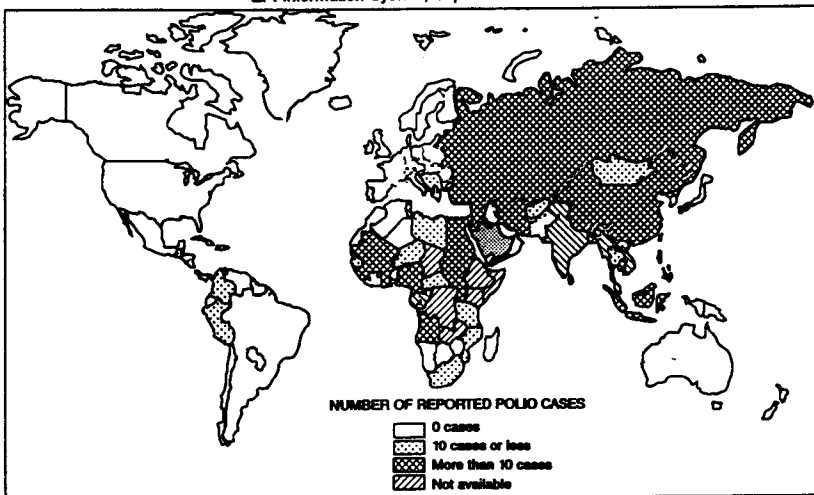 NUMBER OF REPORTED POLIO CASES
0 cases
10 cases or less
More than 10 cases
Not available